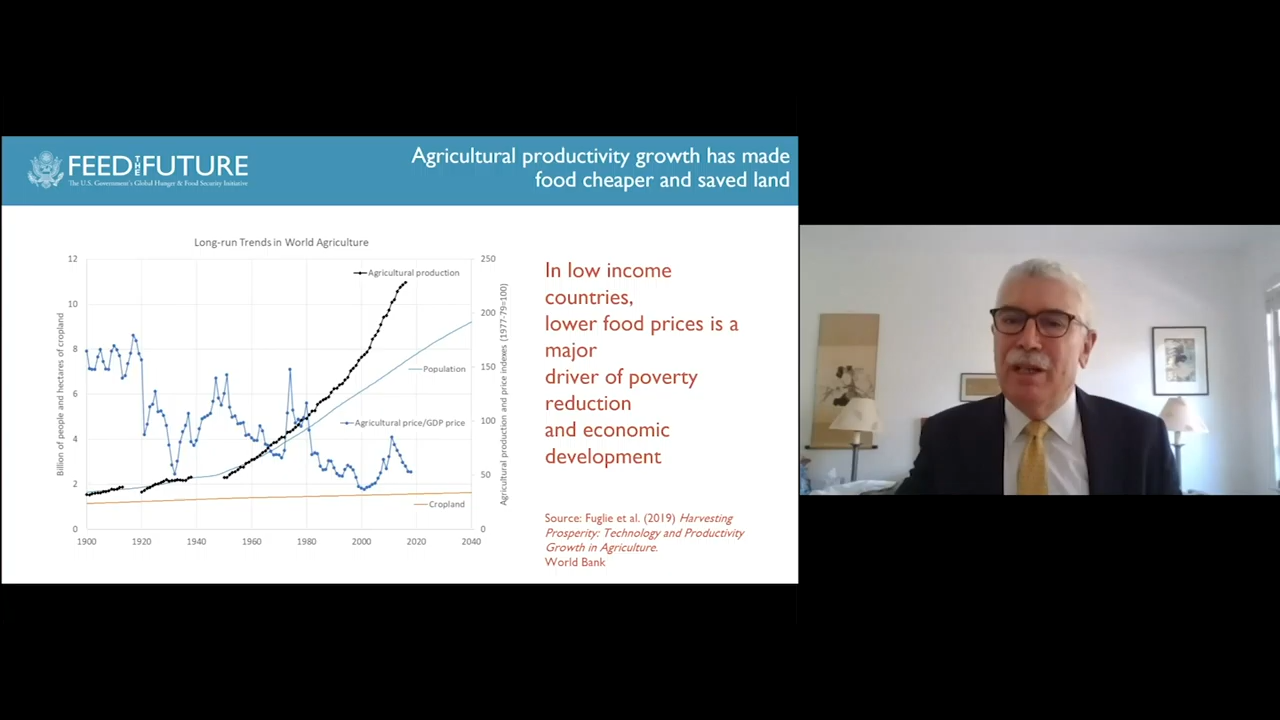 FEED THE FUTURE
The U.S. Government's Global Hunger & Food Security Initiative
Agricultural productivity growth has made
food cheaper and saved land
Long-run Trends in World Agriculture
12
10
8
6
4
2
0
Billion of people and hectares of cropland
250
200
150
100
50
0
Agricultural production and price indexes (1977-79=100)
1900
1920
1940
1960
1980
2000
2020
2040
Agricultural production
Population
Agricultural price/GDP price
Cropland
In low income
countries,
lower food prices is a
major
driver of poverty
reduction
and economic
development
Source: Fuglie et al. (2019) Harvesting
Prosperity: Technology and Productivity
Growth in Agriculture.
World Bank